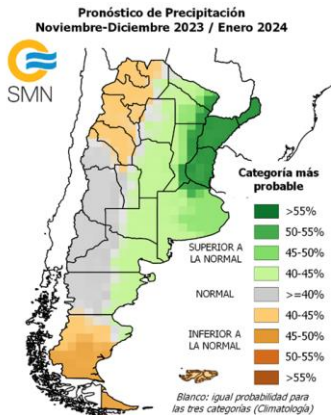 Pronóstico de Precipitación
Noviembre-Diciembre 2023 / Enero 2024
SMN
Categoría más
probable
>55%
50-55%
45-50%
SUPERIOR A
LA NORMAL
40-45%
NORMAL
>=40%
40-45%
INFERIOR A
LA NORMAL
45-50%
50-55%
>55%
Blanco: igual probabilidad para
las tres categorías (Climatología)